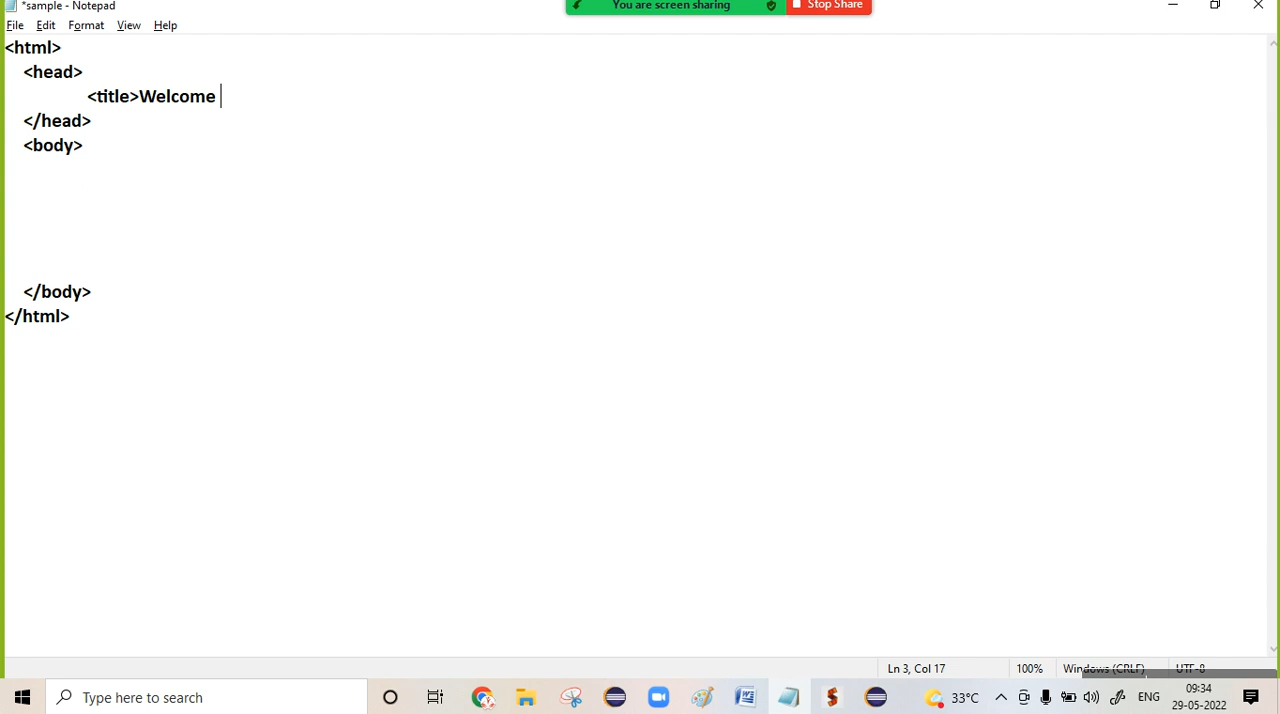 *sample - Notepad
You are screen sharing
Stop Share
File Edit Format View Help
<html>
<head>
<title>Welcome
</head>
<body>
</body>
</html>
Ln 3, Col 17
100%
Windows (CRLF)
UTF-8
Type here to search
33°C
ENG
09:34
29-05-2022